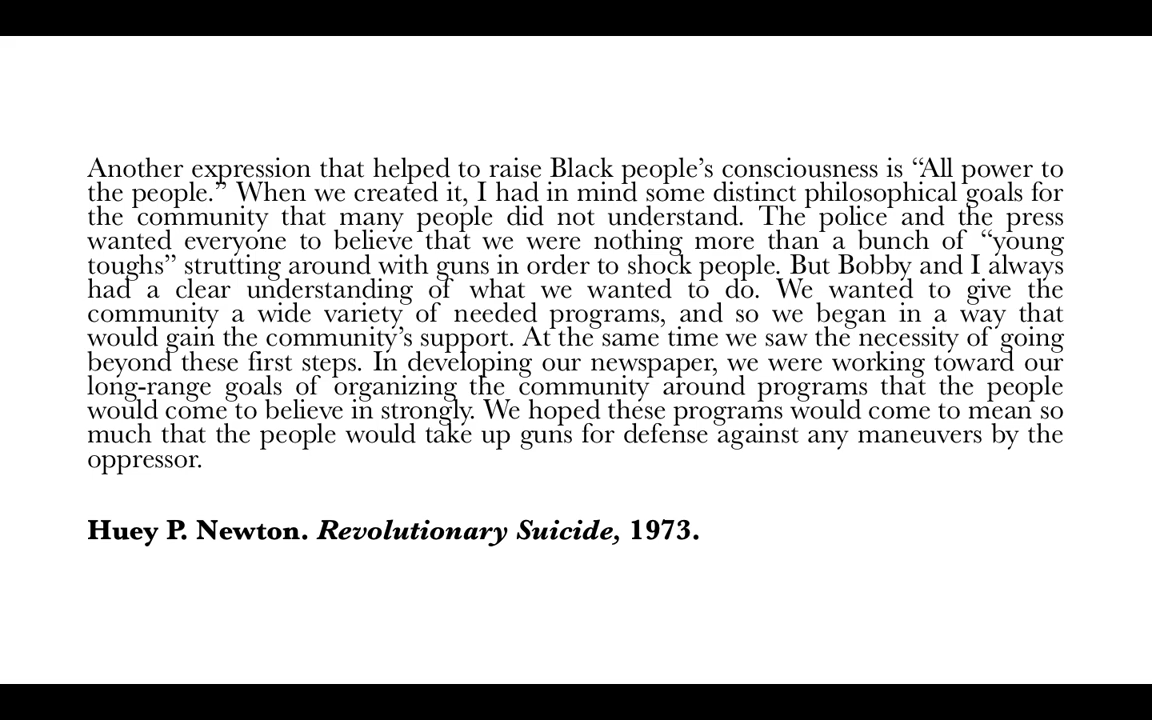 Another expression that helped to raise Black people’s consciousness is “All power to
the people.” When we created it, I had in mind some distinct philosophical goals for
the community that many people did not understand. The police and the press
wanted everyone to believe that we were nothing more than a bunch of “young
toughs” strutting around with guns in order to shock people. But Bobby and I always
had a clear understanding of what we wanted to do. We wanted to give the
community a wide variety of needed programs, and so we began in a way that
would gain the community’s support. At the same time we saw the necessity of going
beyond these first steps. In developing our newspaper, we were working toward our
long-range goals of organizing the community around programs that the people
would come to believe in strongly. We hoped these programs would come to mean so
much that the people would take up guns for defense against any maneuvers by the
oppressor.
Huey P. Newton. Revolutionary Suicide, 1973.